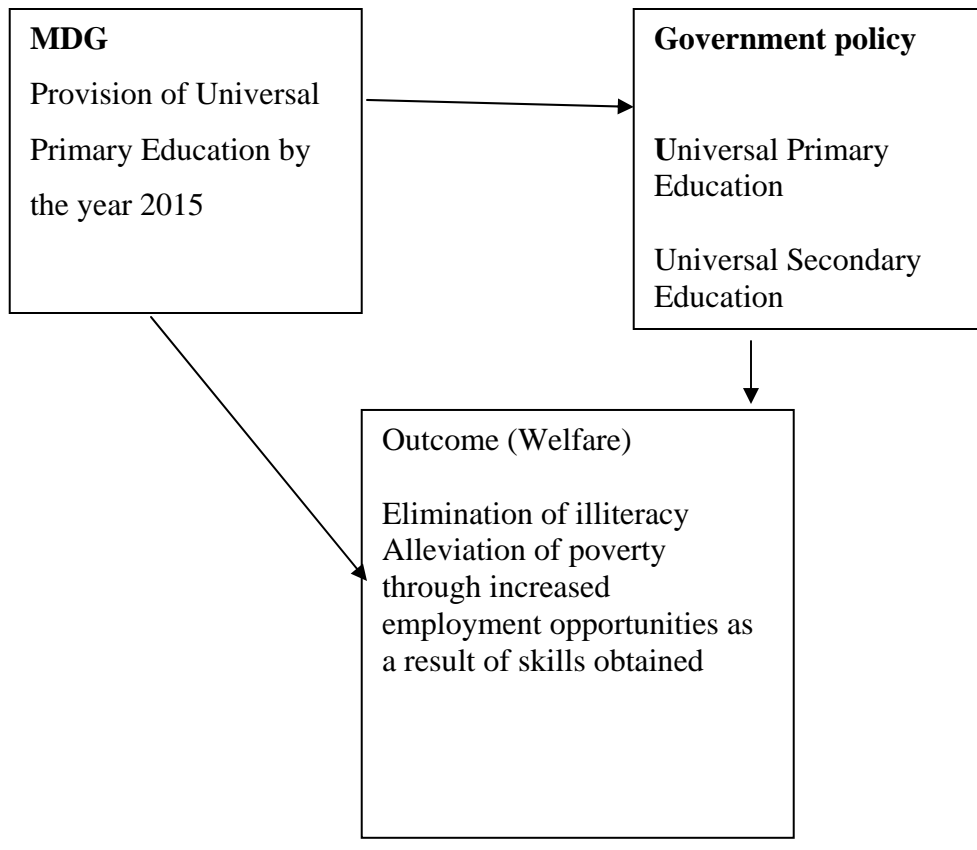 MDG
Provision of Universal
Primary Education by
the year 2015
Government policy
Universal Primary
Education
Universal Secondary
Education
Outcome (Welfare)
Elimination of illiteracy
Alleviation of poverty
through increased
employment opportunities as
a result of skills obtained